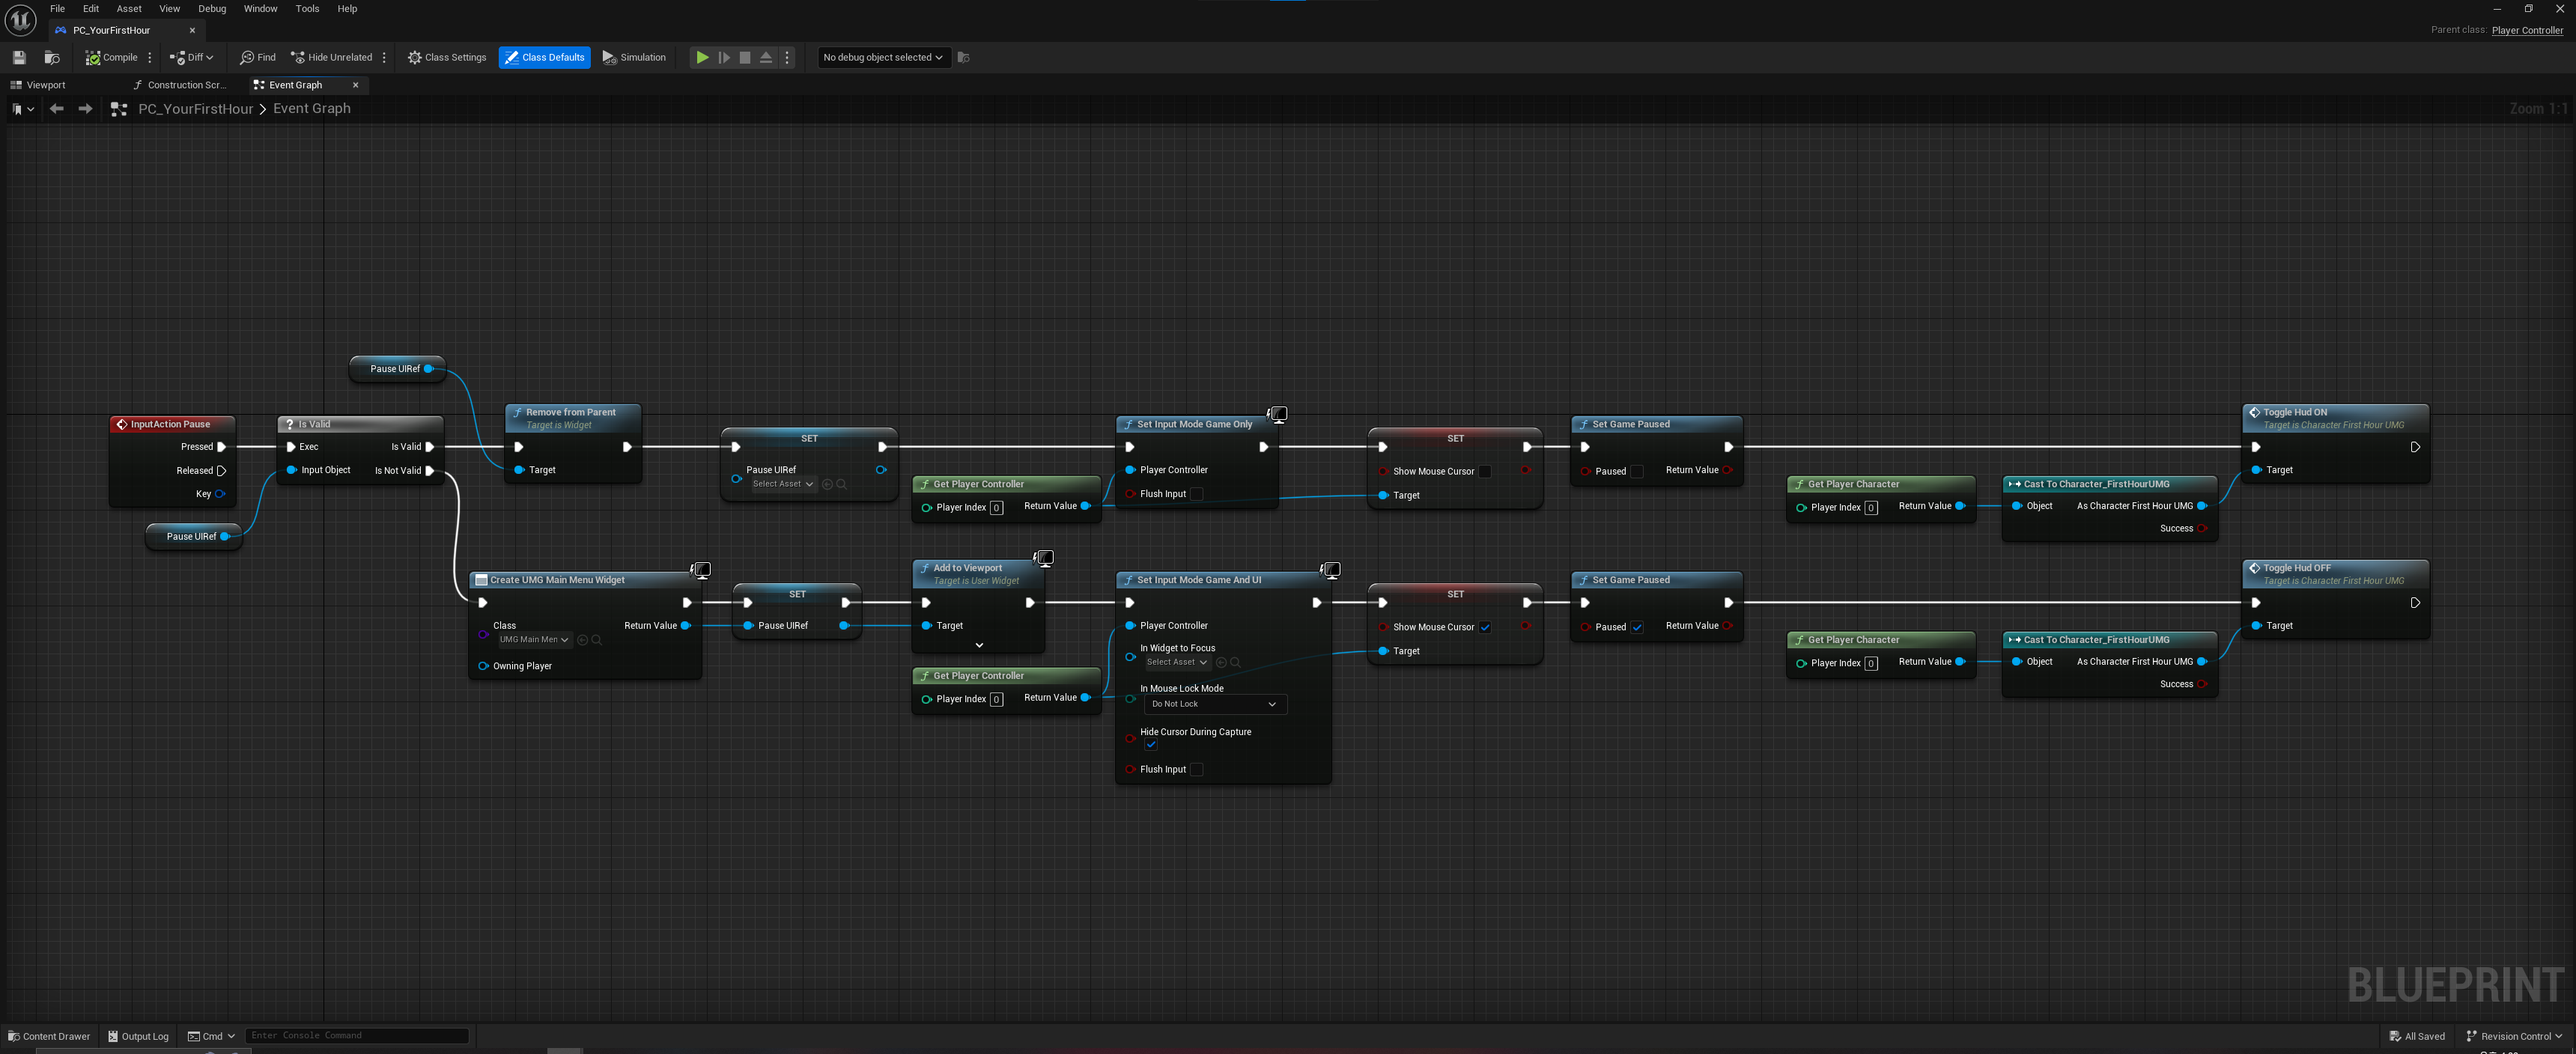 File Edit Asset View Debug Window Tools Help
PC_YourFirstHour
Parent class: Player Controller
Compile Diff Find Hide Unrelated Class Settings Class Defaults Simulation No debug object selected
Viewport Construction Scr... Event Graph
PC_YourFirstHour > Event Graph Zoom 1:1
Pause UIRef
InputAction Pause
Pressed
Released
Key
Is Valid
Exec Is Valid
Input Object Is Not Valid
Pause UIRef
Remove from Parent
Target is Widget
Target
SET
Pause UIRef
Select Asset
Get Player Controller
Player Index 0 Return Value
Set Input Mode Game Only
Player Controller
Flush Input
SET
Show Mouse Cursor
Target
Set Game Paused
Paused Return Value
Get Player Character
Player Index 0 Return Value
Cast To Character_FirstHourUMG
Object As Character First Hour UMG
Success
Toggle Hud ON
Target is Character First Hour UMG
Target
Create UMG Main Menu Widget
Class Return Value
UMG Main Men
Owning Player
SET
Pause UIRef
Add to Viewport
Target is User Widget
Target
Get Player Controller
Player Index 0 Return Value
Set Input Mode Game And UI
Player Controller
In Widget to Focus
Select Asset
In Mouse Lock Mode
Do Not Lock
Hide Cursor During Capture
Flush Input
SET
Show Mouse Cursor
Target
Set Game Paused
Paused Return Value
Get Player Character
Player Index 0 Return Value
Cast To Character_FirstHourUMG
Object As Character First Hour UMG
Success
Toggle Hud OFF
Target is Character First Hour UMG
Target
BLUEPRINT
Content Drawer Output Log Cmd Enter Console Command All Saved Revision Control